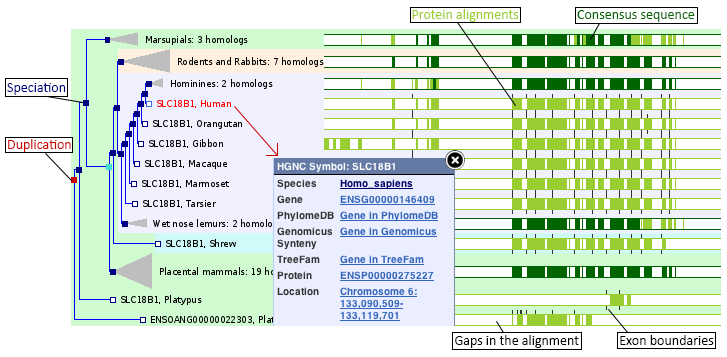 Protein alignments
Consensus sequence
Marsupials: 3 homologs
Rodents and Rabbits: 7 homologs
Speciation
Hominines: 2 homologs
SLC18B1, Human
SLC18B1, Orangutan
Duplication
SLC18B1, Gibbon
SLC18B1, Macaque
SLC18B1, Marmoset
SLC18B1, Tarsier
Wet nose lemurs: 2 homolo
SLC18B1, Shrew
Placental mammals: 19 ho
SLC18B1, Platypus
ENSOANG00000022303, Plat
HGNC Symbol: SLC18B1
Species Homo_sapiens
Gene ENSG00000146409
PhylomeDB Gene in PhylomeDB
Genomicus Gene in Genomicus
Synteny
TreeFam Gene in TreeFam
Protein ENSP00000275227
Location Chromosome 6:
133,090,509-
133,119,701
Gaps in the alignment
Exon boundaries